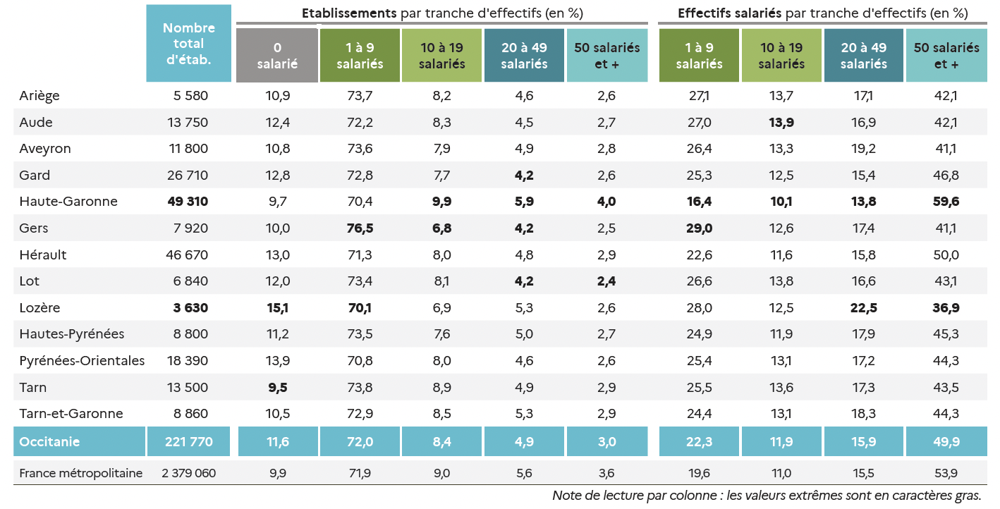 Etablissements par tranche d'effectifs (en %) Effectifs salariés par tranche d'effectifs (en %)
Nombre total d'étab. 0 salarié 1 à 9 salariés 10 à 19 salariés 20 à 49 salariés 50 salariés et + 1 à 9 salariés 10 à 19 salariés 20 à 49 salariés 50 salariés et +
Ariège 5 580 10,9 73,7 8,2 4,6 2,6 27,1 13,7 17,1 42,1
Aude 13 750 12,4 72,2 8,3 4,5 2,7 27,0 13,9 16,9 42,1
Aveyron 11 800 10,8 73,6 7,9 4,9 2,8 26,4 13,3 19,2 41,1
Gard 26 710 12,8 72,8 7,7 4,2 2,6 25,3 12,5 15,4 46,8
Haute-Garonne 49 310 9,7 70,4 9,9 5,9 4,0 16,4 10,1 13,8 59,6
Gers 7 920 10,0 76,5 6,8 4,2 2,5 29,0 12,6 17,4 41,1
Hérault 46 670 13,0 71,3 8,0 4,8 2,9 22,6 11,6 15,8 50,0
Lot 6 840 12,0 73,4 8,1 4,2 2,4 26,6 13,8 16,6 43,1
Lozère 3 630 15,1 70,1 6,9 5,3 2,6 28,0 12,5 22,5 36,9
Hautes-Pyrénées 8 800 11,2 73,5 7,6 5,0 2,7 24,9 11,9 17,9 45,3
Pyrénées-Orientales 18 390 13,9 70,8 8,0 4,6 2,6 25,4 13,1 17,2 44,3
Tarn 13 500 9,5 73,8 8,9 4,9 2,9 25,5 13,6 17,3 43,5
Tarn-et-Garonne 8 860 10,5 72,9 8,5 5,3 2,9 24,4 13,1 18,3 44,3
Occitanie 221 770 11,6 72,0 8,4 4,9 3,0 22,3 11,9 15,9 49,9
France métropolitaine 2 379 060 9,9 71,9 9,0 5,6 3,6 19,6 11,0 15,5 53,9
Note de lecture par colonne : les valeurs extrêmes sont en caractères gras.